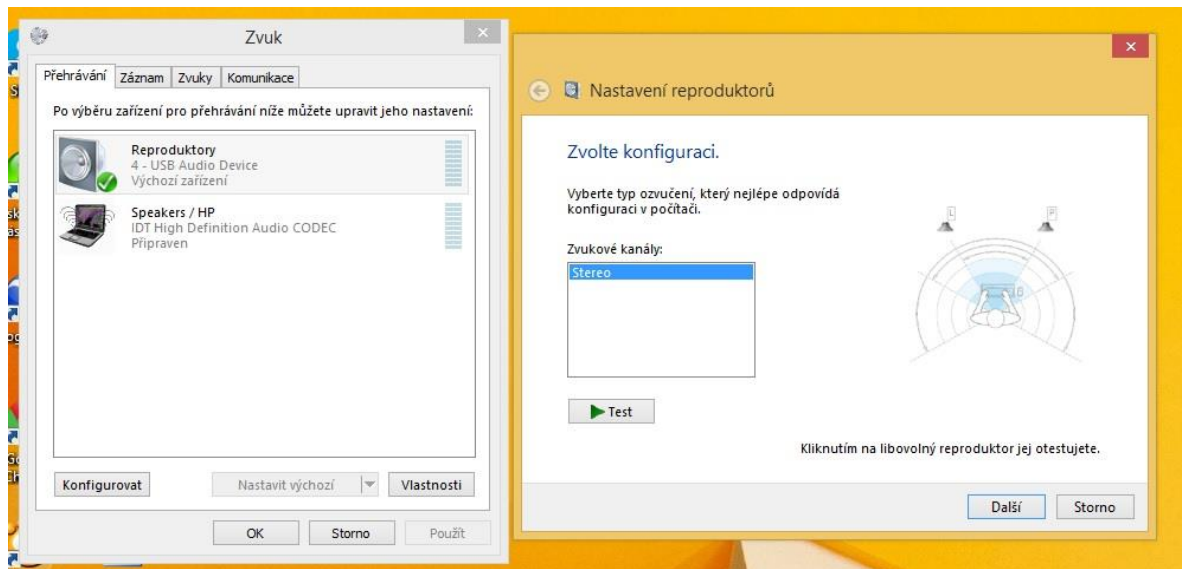 Zvuk
Přehrávání
Záznam
Zvuky
Komunikace
Po výběru zařízení pro přehrávání níže můžete upravit jeho nastavení:
Reproduktory
4 - USB Audio Device
Výchozí zařízení
Speakers / HP
IDT High Definition Audio CODEC
Připraven
Konfigurovat
Nastavit výchozí
Vlastnosti
OK
Storno
Použít
Nastavení reproduktorů
Zvolte konfiguraci.
Vyberte typ ozvučení, který nejlépe odpovídá
konfiguraci v počítači.
Zvukové kanály:
Stereo
L
P
Test
Kliknutím na libovolný reproduktor jej otestujete.
Další
Storno